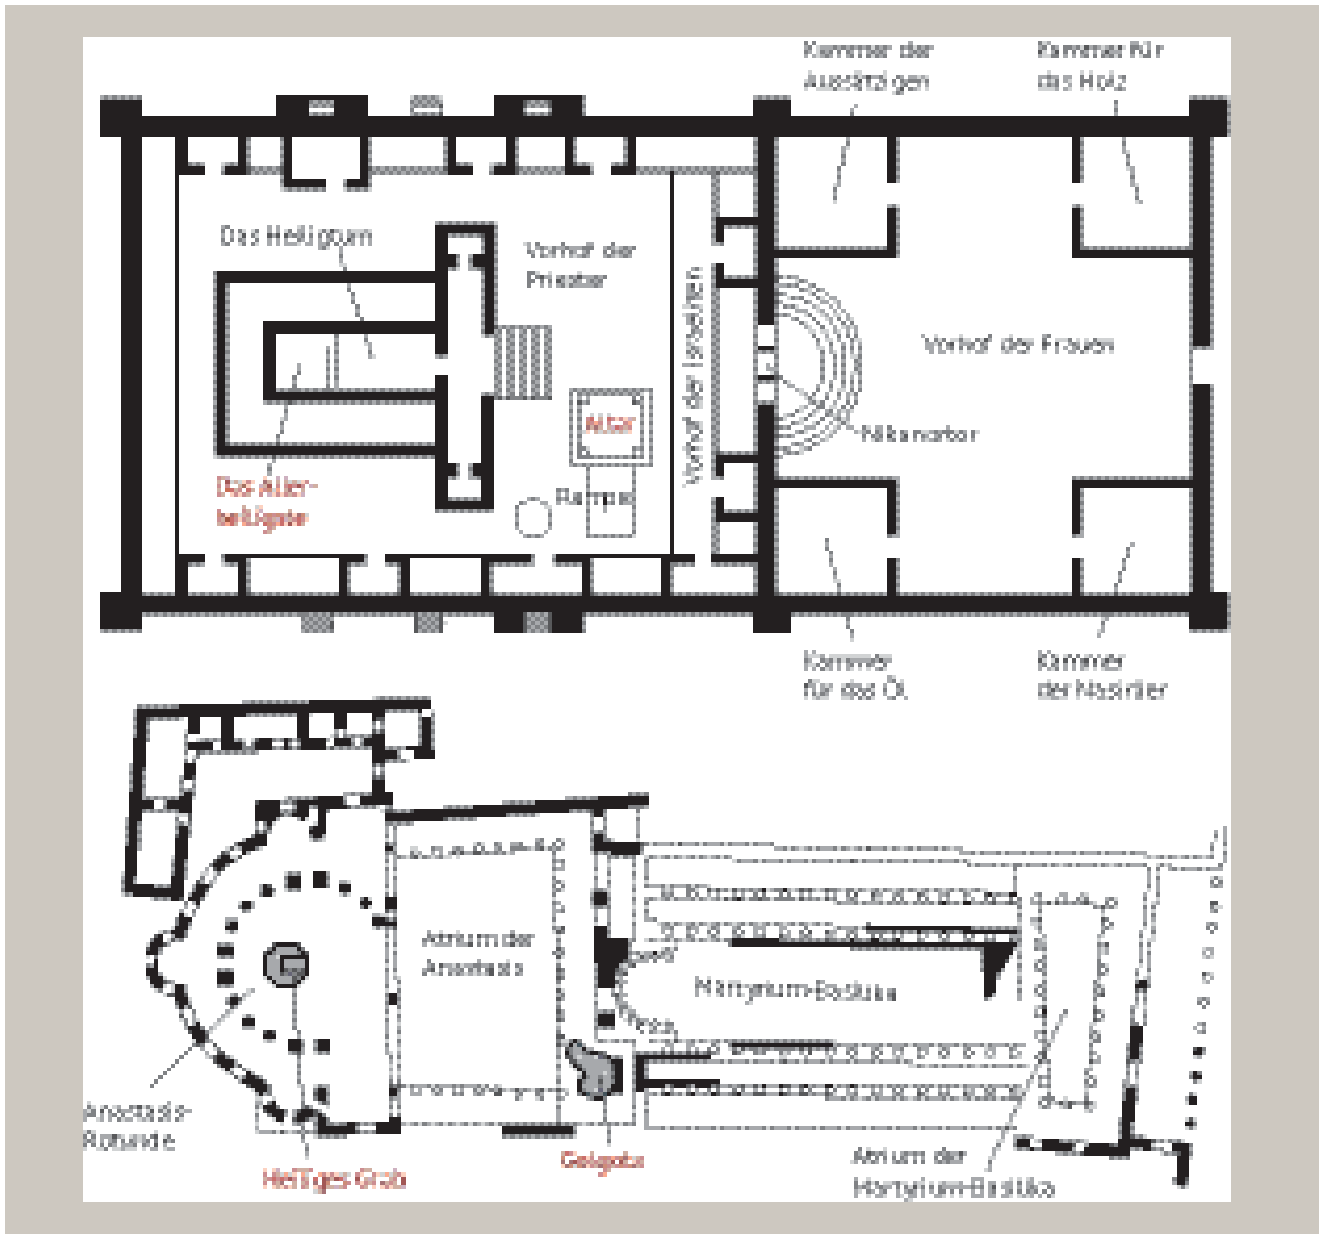 Kammer der
Aussätzigen
Kammer für
das Holz
Das Heiligtum
Vorhof der
Priester
Vorhof der Israeliten
Vorhof der Frauen
Altar
Nikanortor
Das Aller-
heiligste
Rampe
Kammer
für das Öl
Kammer
der Nasiräer
Atrium der
Anastasis
Martyrium-Basilika
Anastasis-
Rotunde
Heiliges Grab
Golgota
Atrium der
Martyrium-Basilika